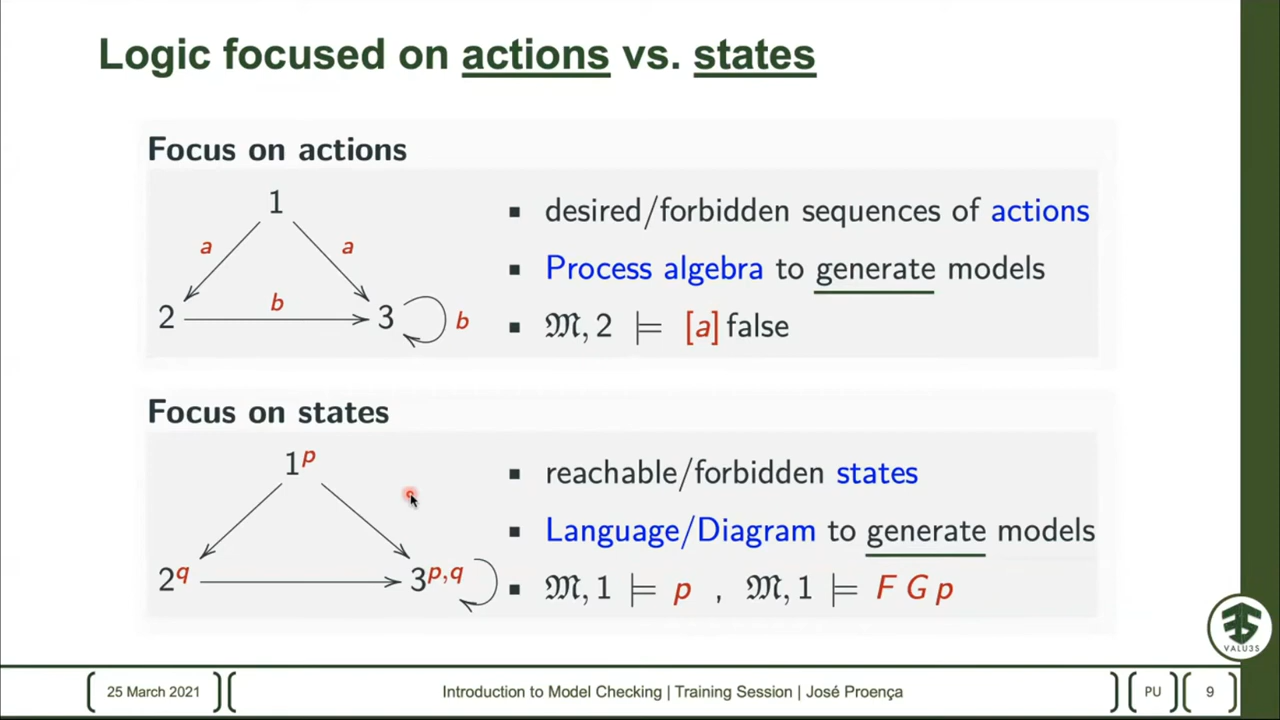 Logic focused on actions vs. states
Focus on actions
1
a
a
2
b
3
b
▪ desired/forbidden sequences of actions
▪ Process algebra to generate models
▪ 𝔐, 2 ⊨ [a] false
Focus on states
1^p
2^q
3^p,q
▪ reachable/forbidden states
▪ Language/Diagram to generate models
▪ 𝔐, 1 ⊨ p , 𝔐, 1 ⊨ F G p
VALU3S
25 March 2021
Introduction to Model Checking | Training Session | José Proença
PU
9